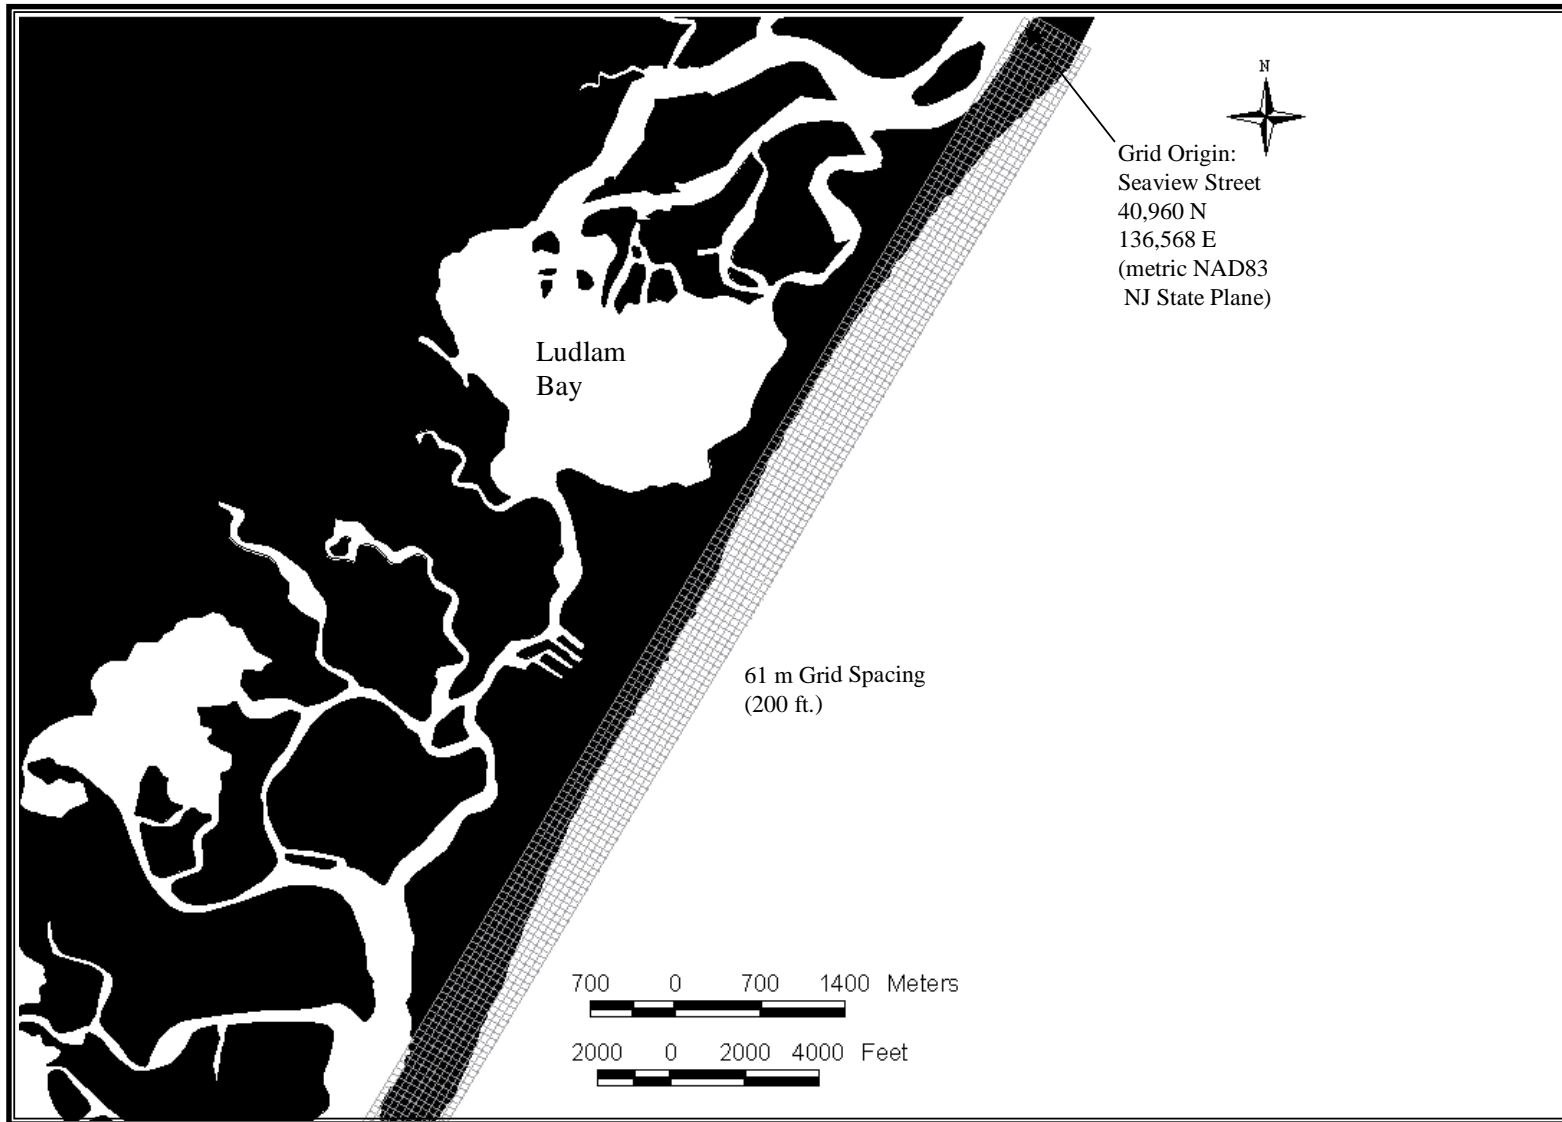 N
Grid Origin:
Seaview Street
40,960 N
136,568 E
(metric NAD83
NJ State Plane)
Ludlam
Bay
61 m Grid Spacing
(200 ft.)
700 0 700 1400 Meters
2000 0 2000 4000 Feet